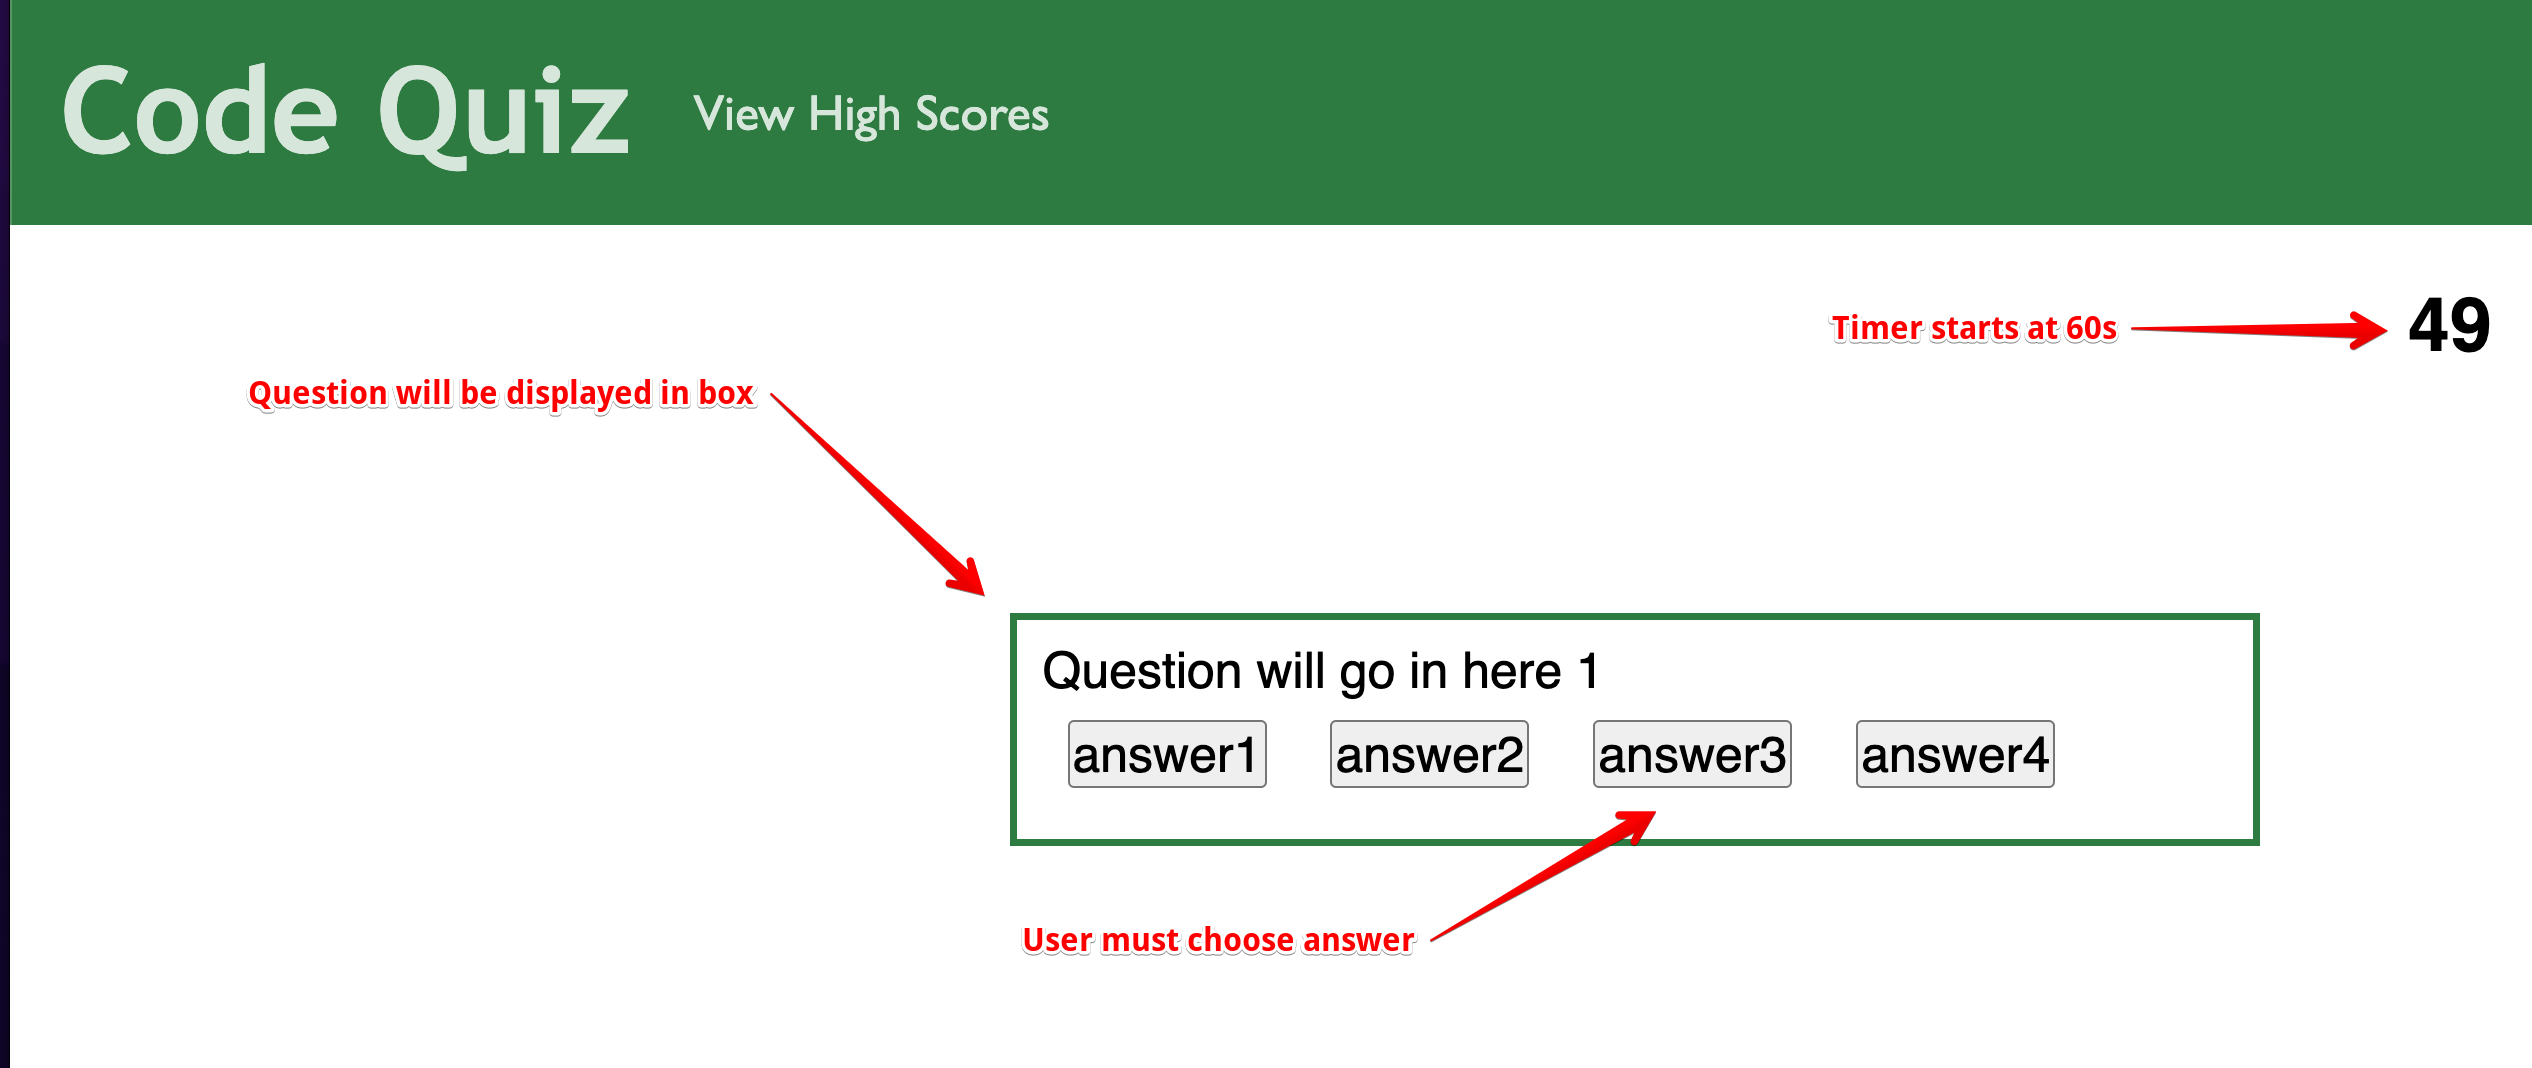 Code Quiz View High Scores
Timer starts at 60s 49
Question will be displayed in box
Question will go in here 1
answer1 answer2 answer3 answer4
User must choose answer